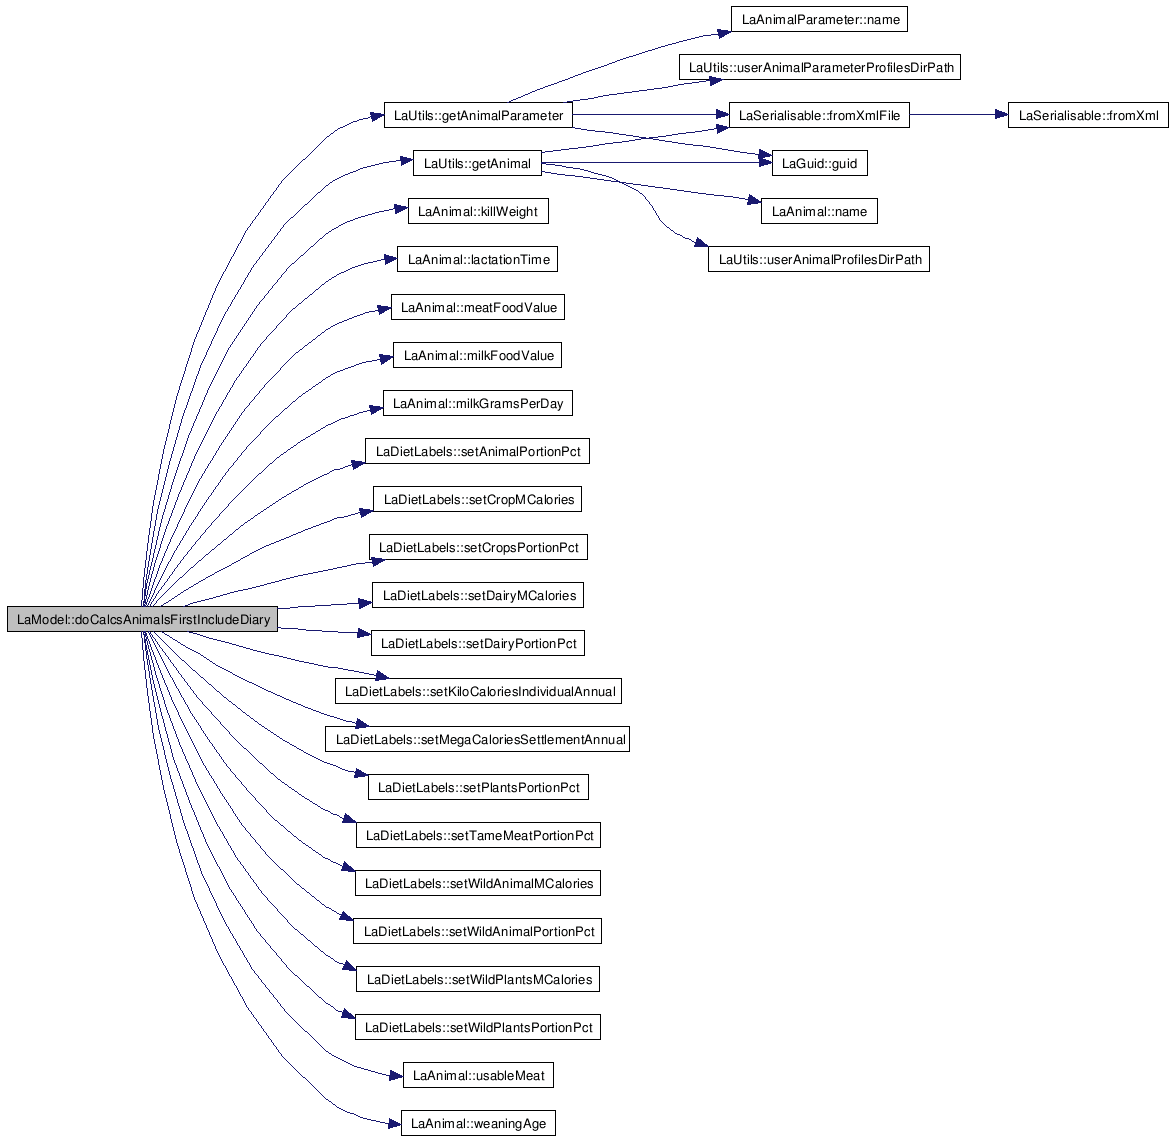 LaAnimalParameter::name
LaUtils::userAnimalParameterProfilesDirPath
LaUtils::getAnimalParameter
LaSerialisable::fromXmlFile
LaSerialisable::fromXml
LaUtils::getAnimal
LaGuid::guid
LaAnimal::killWeight
LaAnimal::name
LaAnimal::lactationTime
LaUtils::userAnimalProfilesDirPath
LaAnimal::meatFoodValue
LaAnimal::milkFoodValue
LaAnimal::milkGramsPerDay
LaDietLabels::setAnimalPortionPct
LaDietLabels::setCropMCalories
LaDietLabels::setCropsPortionPct
LaDietLabels::setDairyMCalories
LaModel::doCalcsAnimalsFirstIncludeDiary
LaDietLabels::setDairyPortionPct
LaDietLabels::setKiloCaloriesIndividualAnnual
LaDietLabels::setMegaCaloriesSettlementAnnual
LaDietLabels::setPlantsPortionPct
LaDietLabels::setTameMeatPortionPct
LaDietLabels::setWildAnimalMCalories
LaDietLabels::setWildAnimalPortionPct
LaDietLabels::setWildPlantsMCalories
LaDietLabels::setWildPlantsPortionPct
LaAnimal::usableMeat
LaAnimal::weaningAge